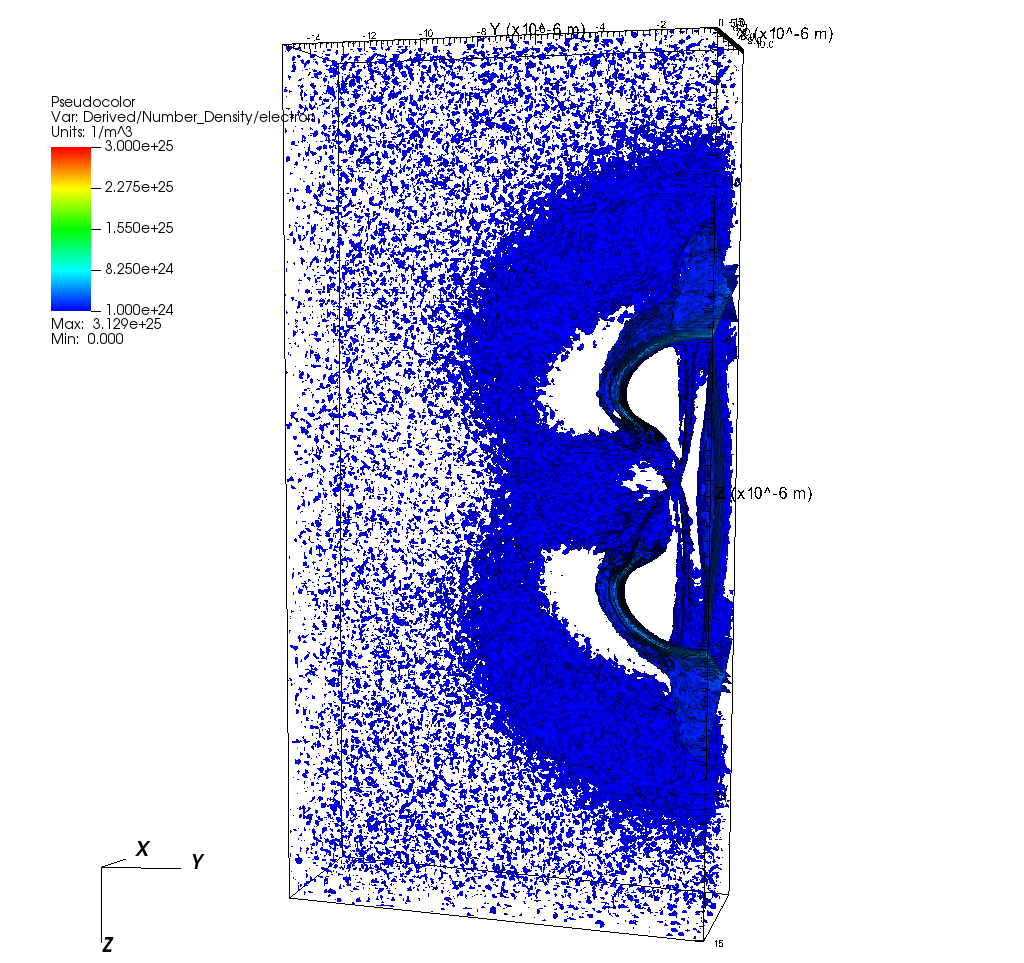 -14
-12
-10
-8
Y (x10^-6 m)
-4
-2
(x10^-6 m)
Pseudocolor
Var: Derived/Number_Density/electron
Units: 1/m^3
3.000e+25
2.275e+25
1.550e+25
8.250e+24
1.000e+24
Max: 3.129e+25
Min: 0.000
Z (x10^-6 m)
X
Y
Z
15